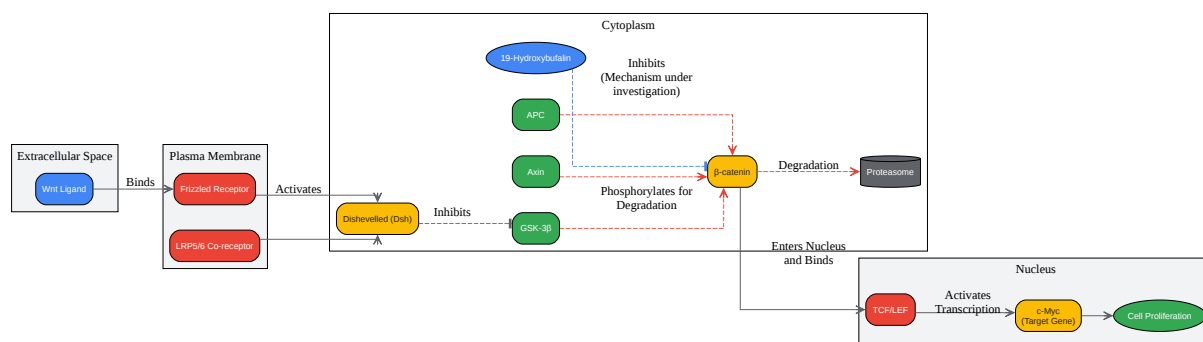 Cytoplasm
19-Hydroxybufalin
Inhibits
(Mechanism under
investigation)
APC
Extracellular Space
Plasma Membrane
Wnt Ligand
Binds
Frizzled Receptor
Activates
Axin
β-catenin
Degradation
Proteasome
Phosphorylates for
Degradation
Dishevelled (Dsh)
Inhibits
GSK-3β
LRP5/6 Co-receptor
Enters Nucleus
and Binds
Nucleus
TCF/LEF
Activates
Transcription
c-Myc
(Target Gene)
Cell Proliferation